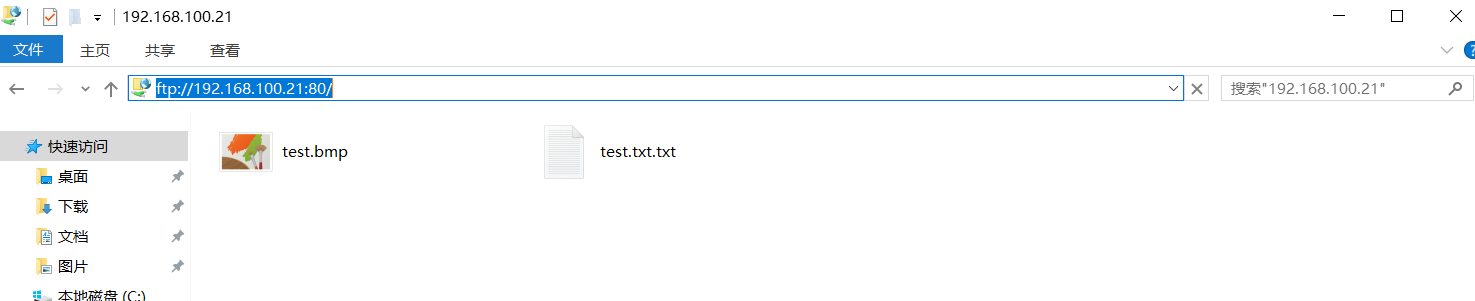 192.168.100.21
文件 主页 共享 查看
ftp://192.168.100.21:80/ 搜索"192.168.100.21"
快速访问
test.bmp test.txt.txt
桌面
下载
文档
图片
本地磁盘 (C:)